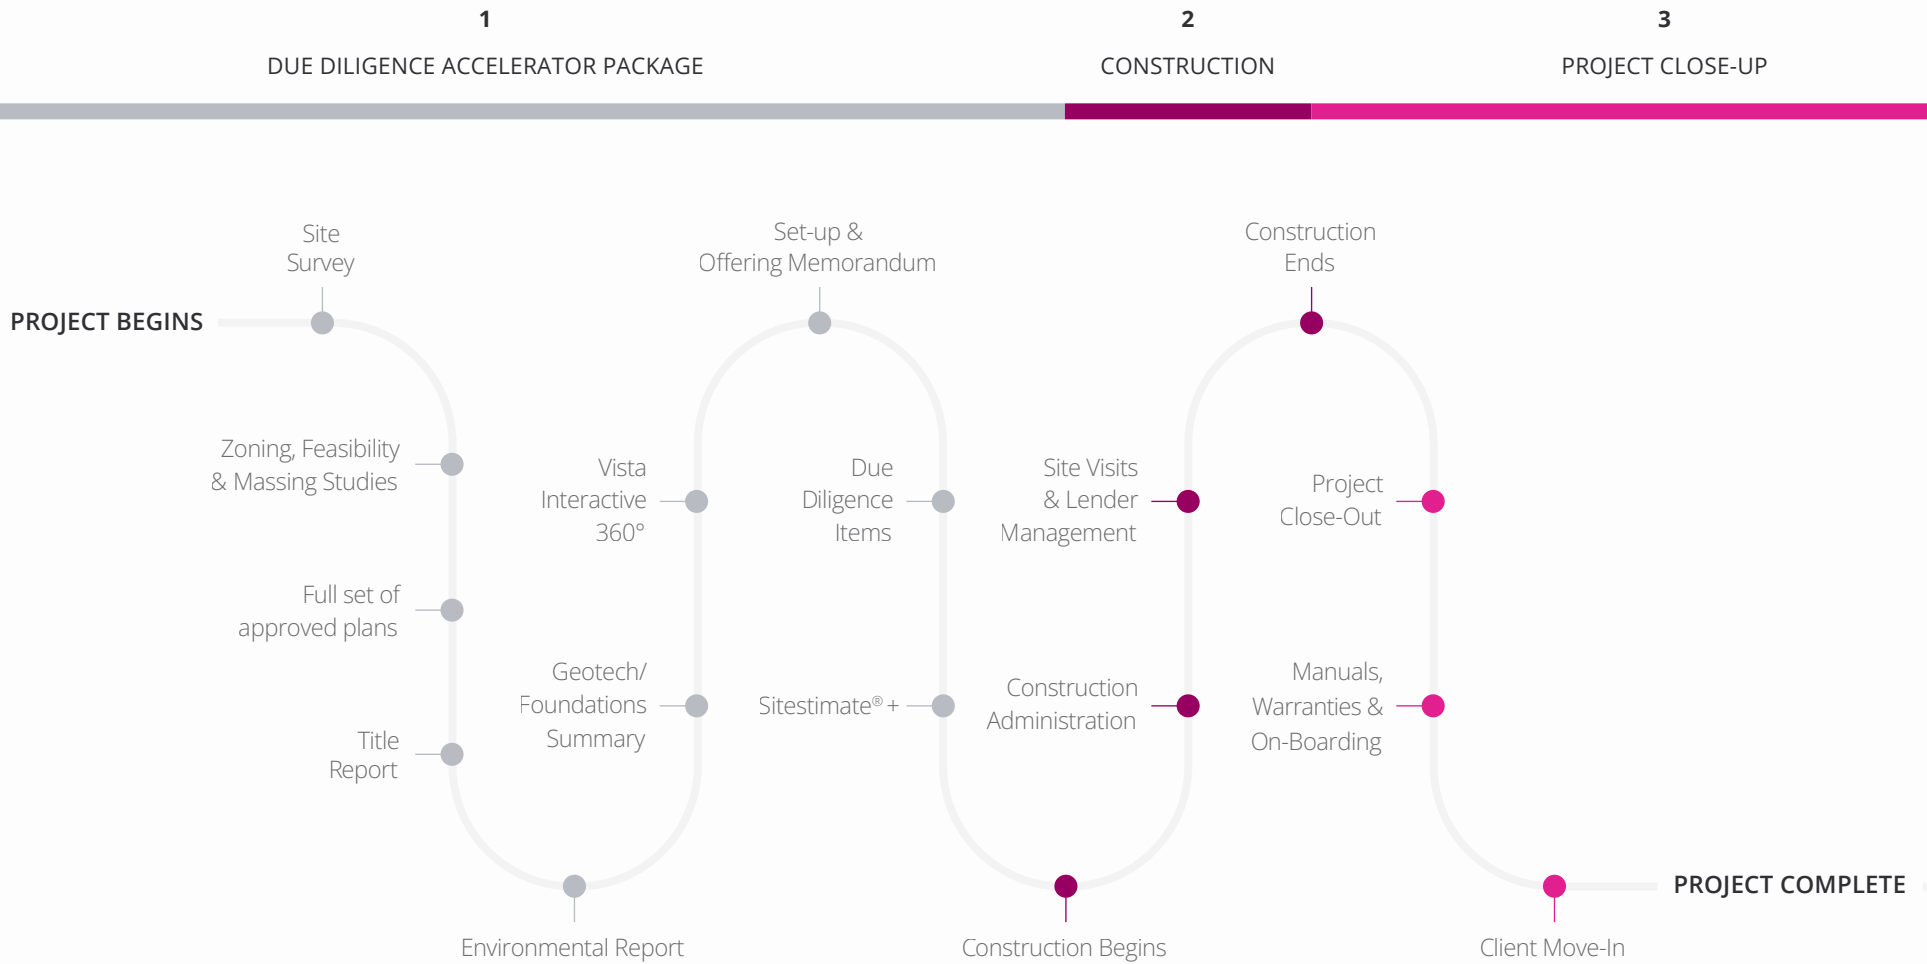 1
DUE DILIGENCE ACCELERATOR PACKAGE
2
CONSTRUCTION
3
PROJECT CLOSE-UP
PROJECT BEGINS
Site
Survey
Zoning, Feasibility
& Massing Studies
Full set of
approved plans
Title
Report
Environmental Report
Geotech/
Foundations
Summary
Vista
Interactive
360°
Set-up &
Offering Memorandum
Due
Diligence
Items
Sitestimate® +
Construction Begins
Construction
Administration
Site Visits
& Lender
Management
Construction
Ends
Project
Close-Out
Manuals,
Warranties &
On-Boarding
Client Move-In
PROJECT COMPLETE